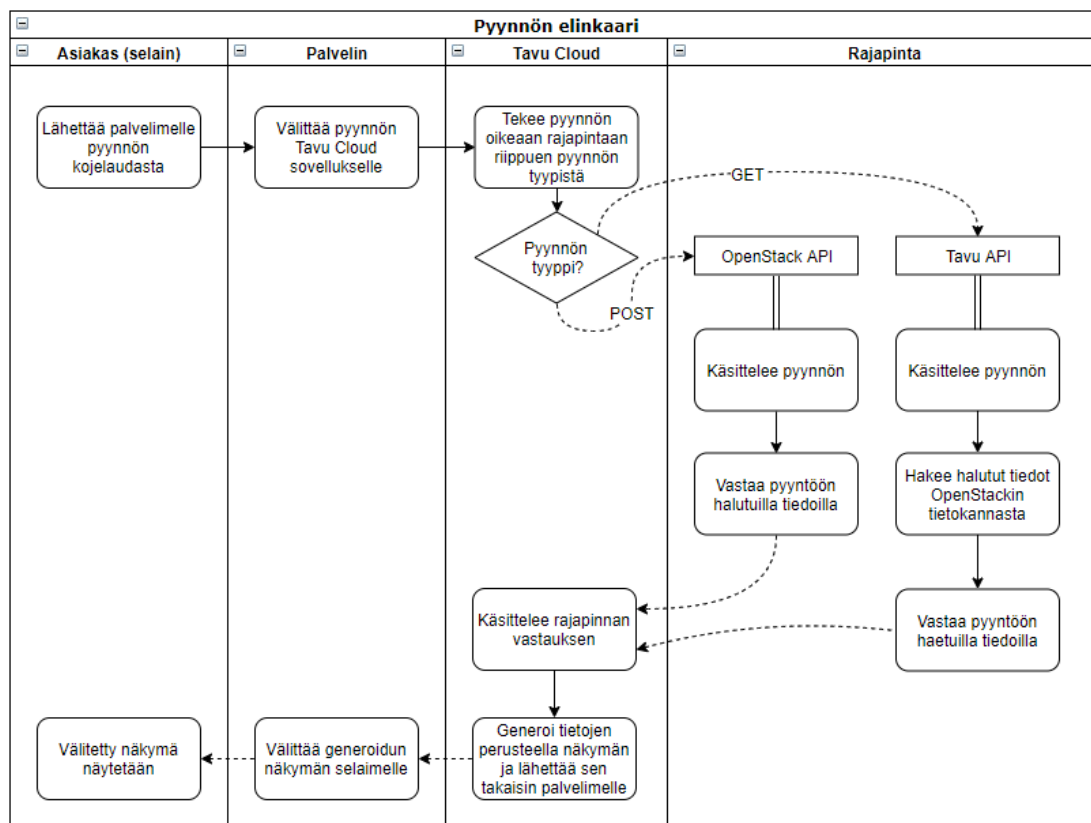 Pyynnön elinkaari
Asiakas (selain)
Palvelin
Tavu Cloud
Rajapinta
Lähettää palvelimelle
pyynnön
kojelaudasta
Välittää pyynnön
Tavu Cloud
sovellukselle
Tekee pyynnön
oikeaan rajapintaan
riippuen pyynnön
tyypistä
GET
Pyynnön
tyyppi?
POST
OpenStack API
Tavu API
Käsittelee pyynnön
Käsittelee pyynnön
Vastaa pyyntöön
halutuilla tiedoilla
Hakee halutut tiedot
OpenStackin
tietokannasta
Käsittelee rajapinnan
vastauksen
Vastaa pyyntöön
haetuilla tiedoilla
Välitetty näkymä
näytetään
Välittää generoidun
näkymän selaimelle
Generoi tietojen
perusteella näkymän
ja lähettää sen
takaisin palvelimelle